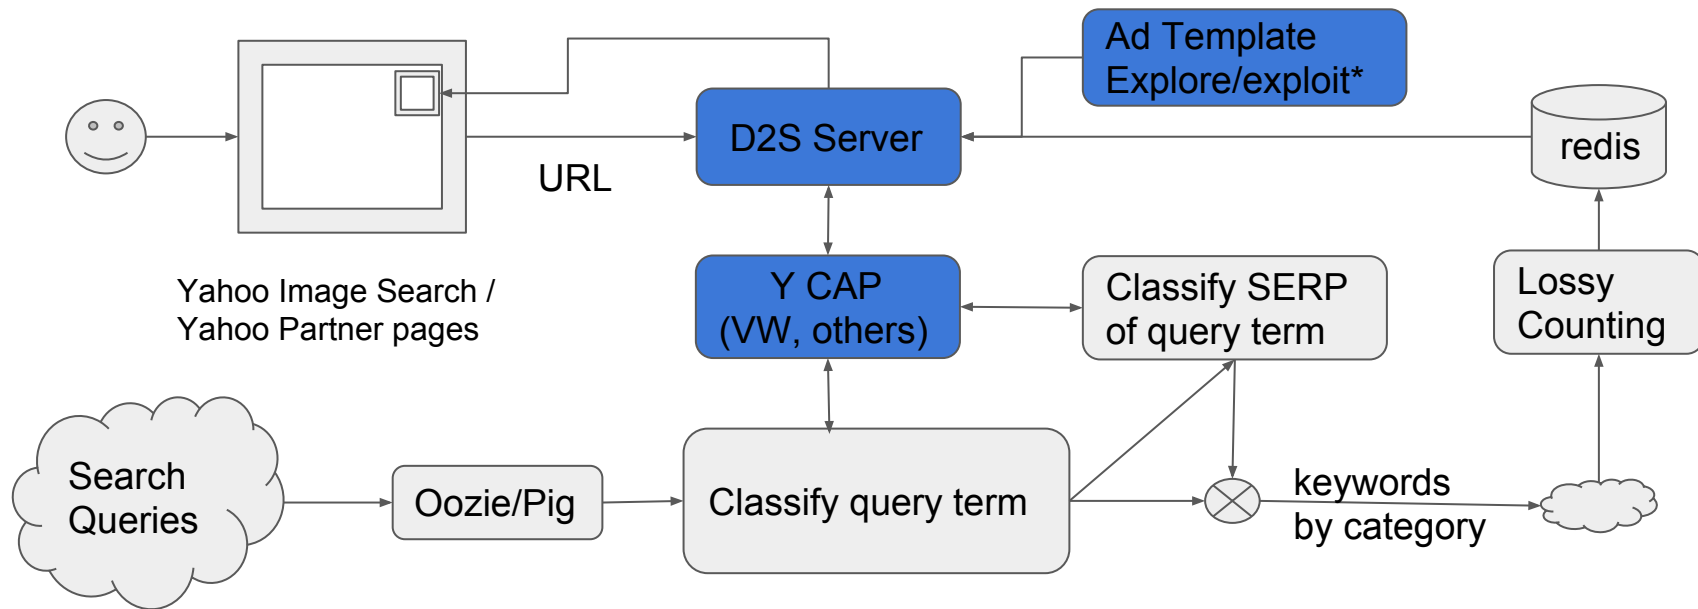 Ad Template
Explore/exploit*
D2S Server
redis
URL
Yahoo Image Search /
Yahoo Partner pages
Y CAP
(VW, others)
Classify SERP
of query term
Lossy
Counting
Search
Queries
Oozie/Pig
Classify query term
keywords
by category